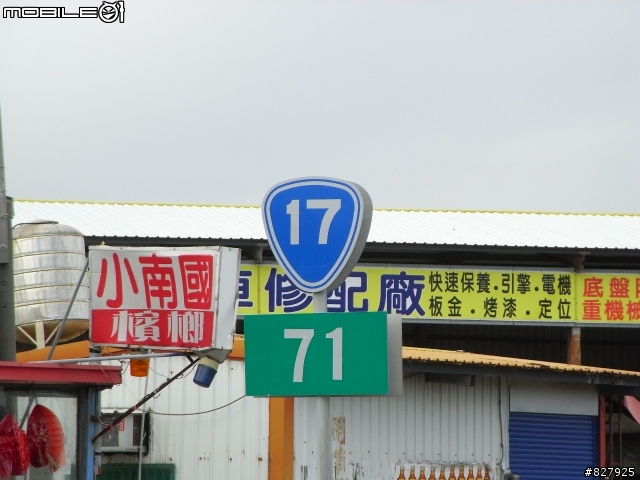 mobile01
17
小南國
檳榔
車修配廠
快速保養.引擎.電機
板金.烤漆.定位
底盤
重機械
71
#827925